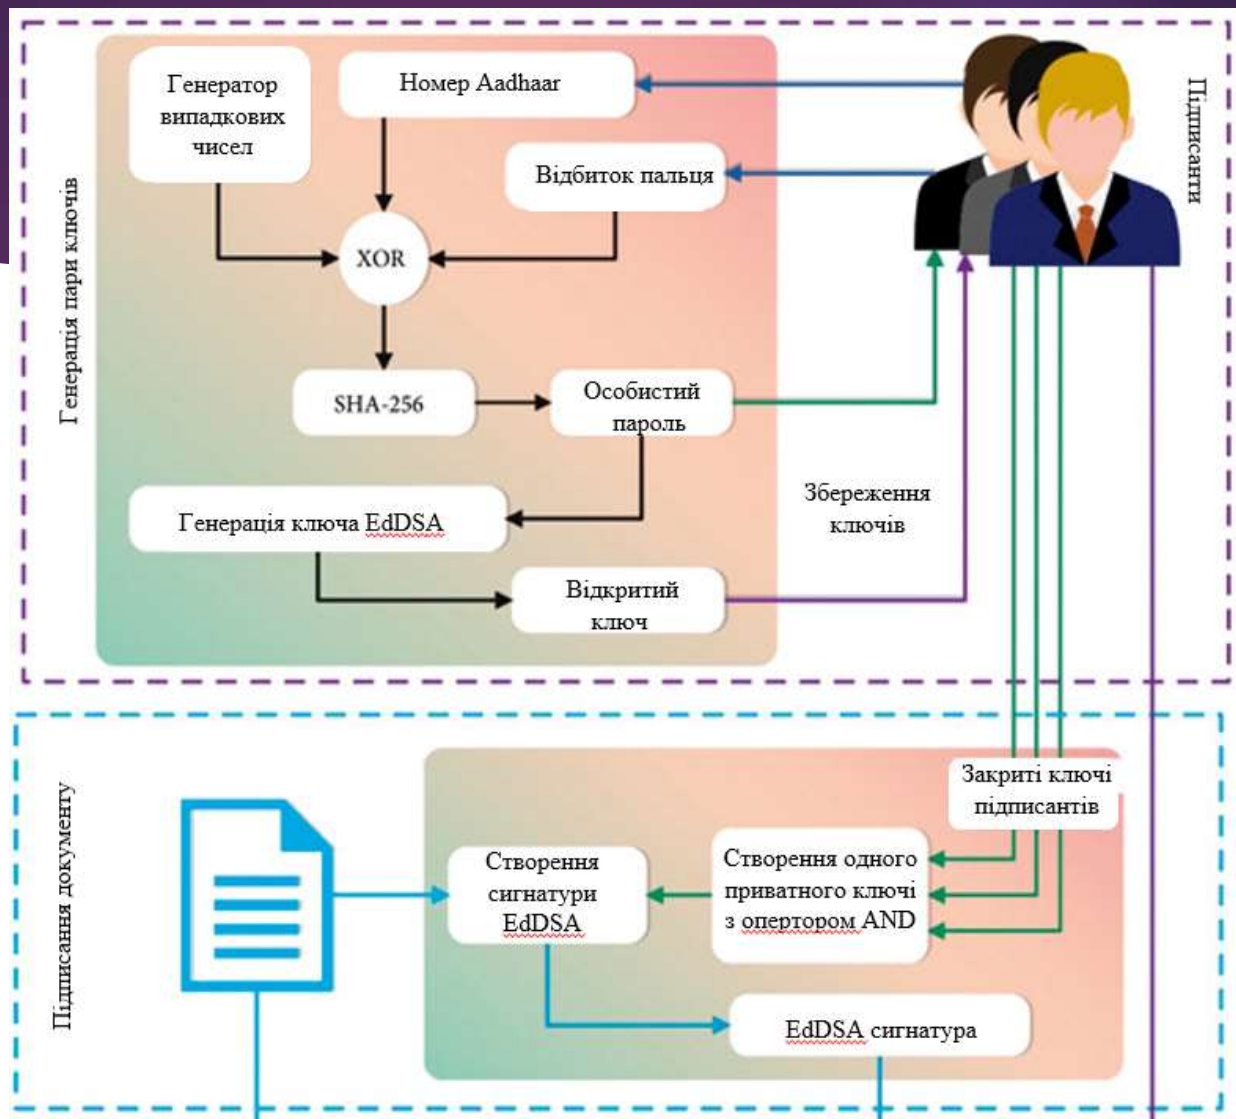 Генерація пари ключів
Генератор
випадкових
чисел
Номер Aadhaar
Відбиток пальця
XOR
SHA-256
Особистий
пароль
Генерація ключа EdDSA
Відкритий
ключ
Збереження
ключів
Підписанти
Підписання документу
Закриті ключі
підписантів
Створення
сигнатури
EdDSA
Створення одного
приватного ключі
з опертором AND
EdDSA сигнатура